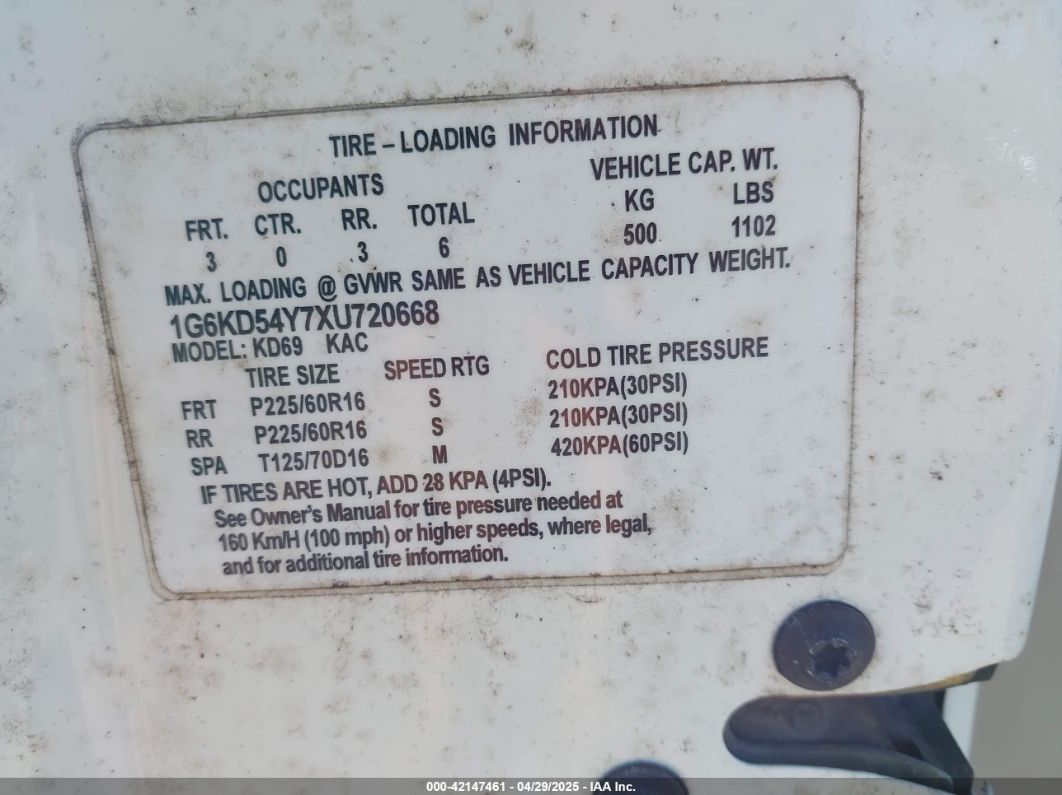 TIRE – LOADING INFORMATION
OCCUPANTS VEHICLE CAP. WT.
FRT. CTR. RR. TOTAL KG LBS
3 0 3 6 500 1102
MAX. LOADING @ GVWR SAME AS VEHICLE CAPACITY WEIGHT.
1G6KD54Y7XU720668
MODEL: KD69 KAC
TIRE SIZE SPEED RTG COLD TIRE PRESSURE
FRT P225/60R16 S 210KPA(30PSI)
RR P225/60R16 S 210KPA(30PSI)
SPA T125/70D16 M 420KPA(60PSI)
IF TIRES ARE HOT, ADD 28 KPA (4PSI).
See Owner's Manual for tire pressure needed at
160 Km/H (100 mph) or higher speeds, where legal,
and for additional tire information.
000-42147461 - 04/29/2025 - IAA Inc.